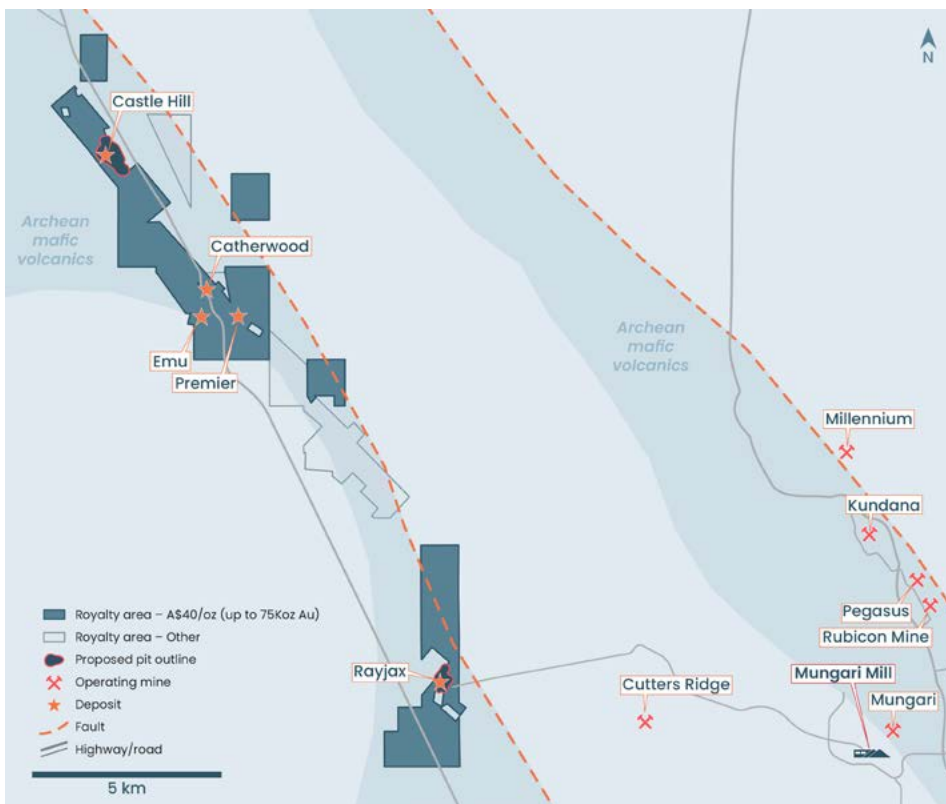 N
Castle Hill
Archean
mafic
volcanics
Catherwood
Emu
Premier
Archean
mafic
volcanics
Millennium
Kundana
Pegasus
Rubicon Mine
Royalty area – A$40/oz (up to 75Koz Au)
Royalty area – Other
Proposed pit outline
Operating mine
Deposit
Fault
Highway/road
5 km
Rayjax
Cutters Ridge
Mungari Mill
Mungari